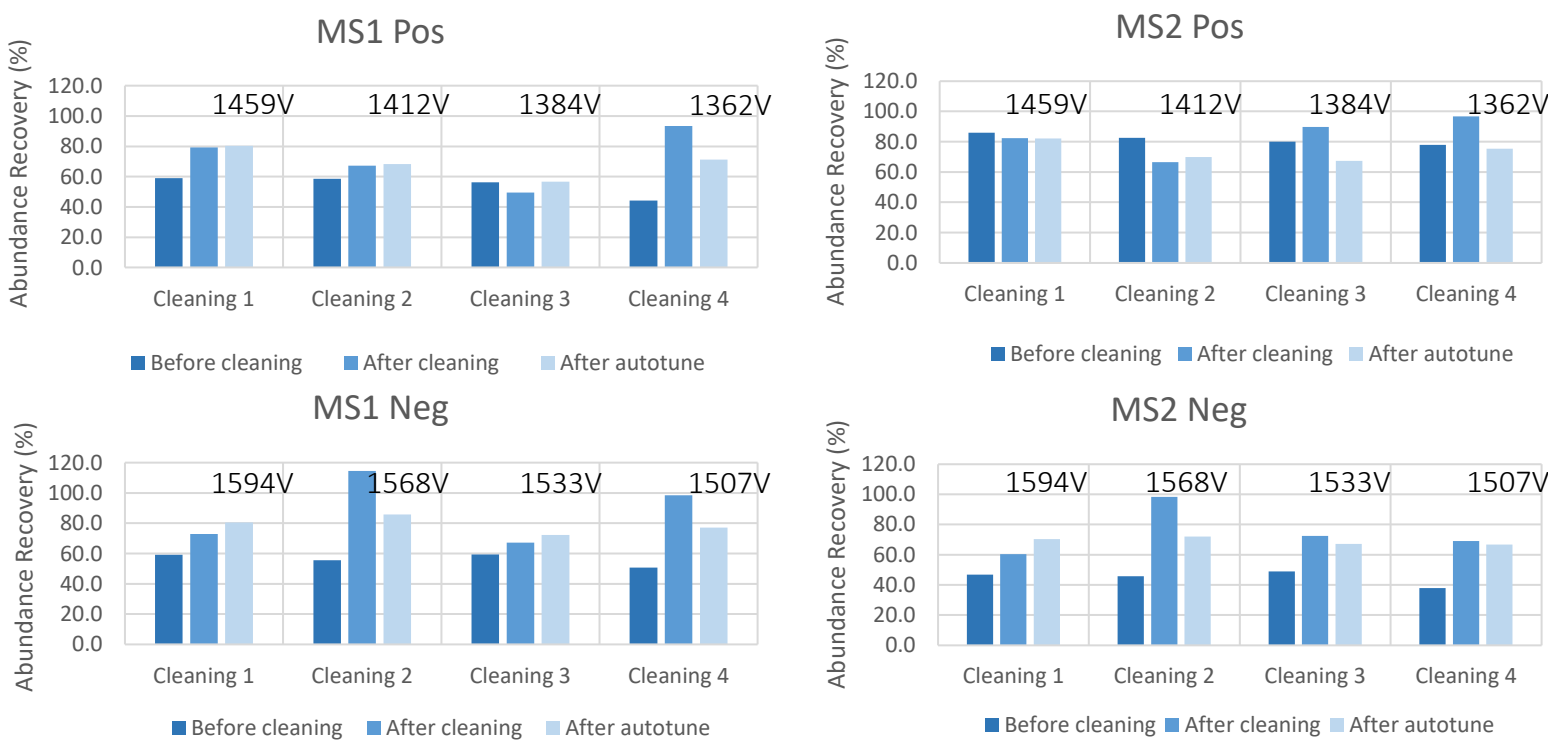 MS1 Pos
Abundance Recovery (%)
120.0
100.0
80.0
60.0
40.0
20.0
0.0
1459V 1412V 1384V 1362V
Cleaning 1 Cleaning 2 Cleaning 3 Cleaning 4
Before cleaning After cleaning After autotune
MS2 Pos
Abundance Recovery (%)
120.0
100.0
80.0
60.0
40.0
20.0
0.0
1459V 1412V 1384V 1362V
Cleaning 1 Cleaning 2 Cleaning 3 Cleaning 4
Before cleaning After cleaning After autotune
MS1 Neg
Abundance Recovery (%)
120.0
100.0
80.0
60.0
40.0
20.0
0.0
1594V 1568V 1533V 1507V
Cleaning 1 Cleaning 2 Cleaning 3 Cleaning 4
Before cleaning After cleaning After autotune
MS2 Neg
Abundance Recovery (%)
120.0
100.0
80.0
60.0
40.0
20.0
0.0
1594V 1568V 1533V 1507V
Cleaning 1 Cleaning 2 Cleaning 3 Cleaning 4
Before cleaning After cleaning After autotune